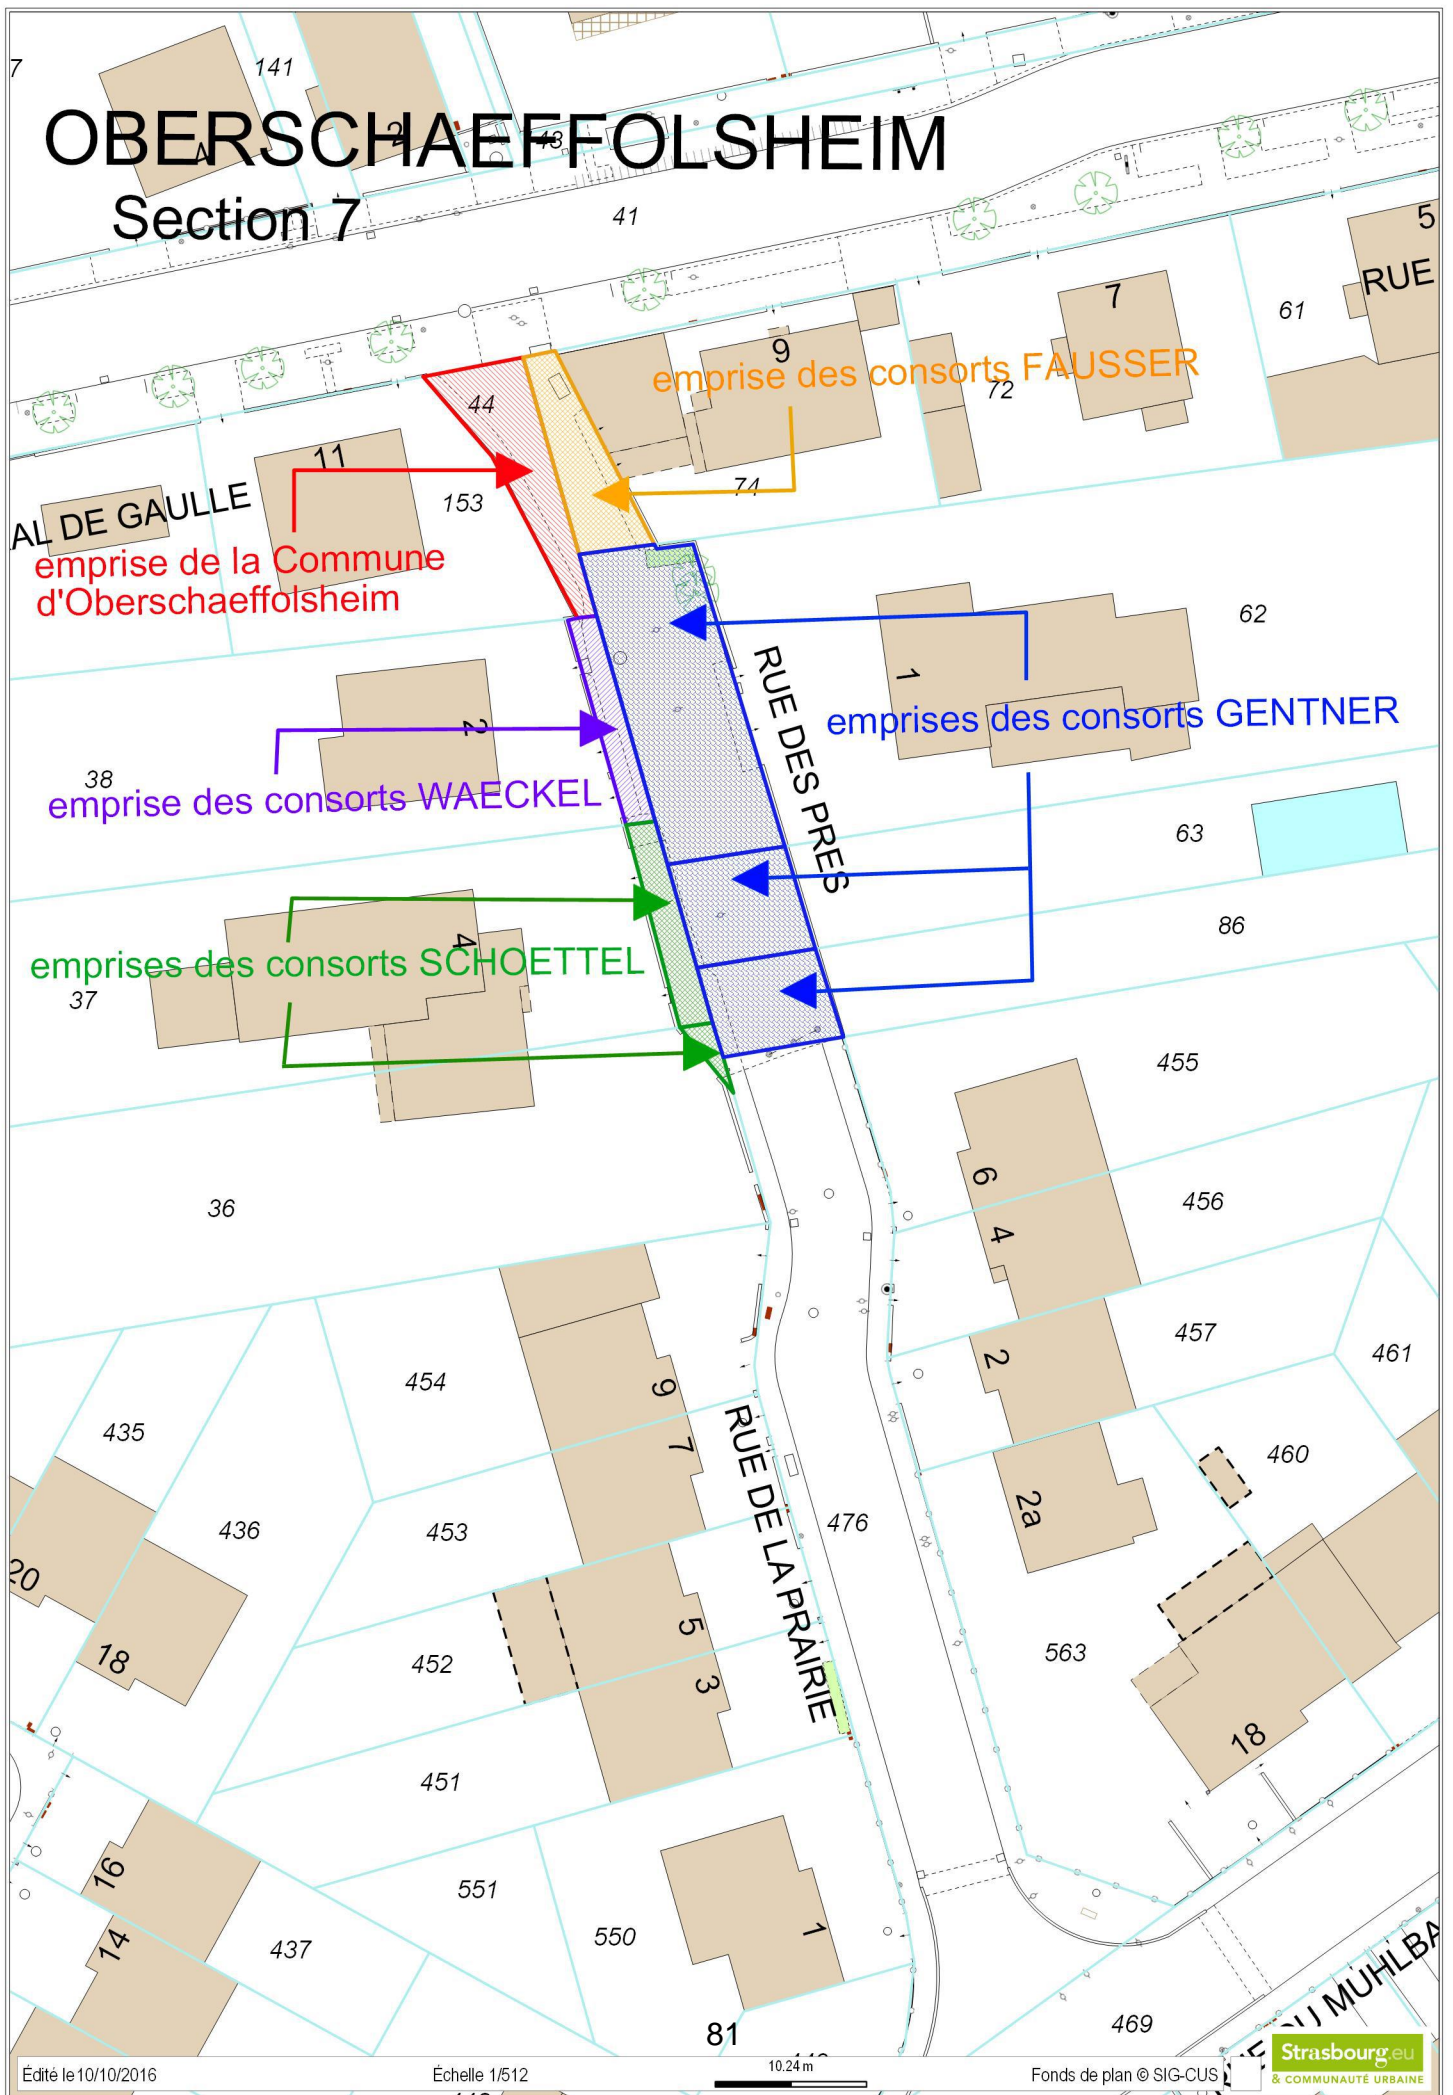 7
141
OBERSCHAEFFOLSHEIM
4
2
43
Section 7
41
5
RUE
7
61
9
emprise des consorts FAUSSER
72
44
11
153
74
AL DE GAULLE
emprise de la Commune
d'Oberschaeffolsheim
62
1
RUE DES PRES
2
emprises des consorts GENTNER
38
emprise des consorts WAECKEL
63
86
4
emprises des consorts SCHOETTEL
37
455
6
456
36
4
457
2
461
454
9
435
7
RUE DE LA PRAIRIE
460
2a
436
453
476
20
5
563
18
452
3
18
451
16
551
1
550
14
437
469
81
Édité le 10/10/2016
Échelle 1/512
10.24 m
Fonds de plan © SIG-CUS
Strasbourg.eu
& COMMUNAUTÉ URBAINE